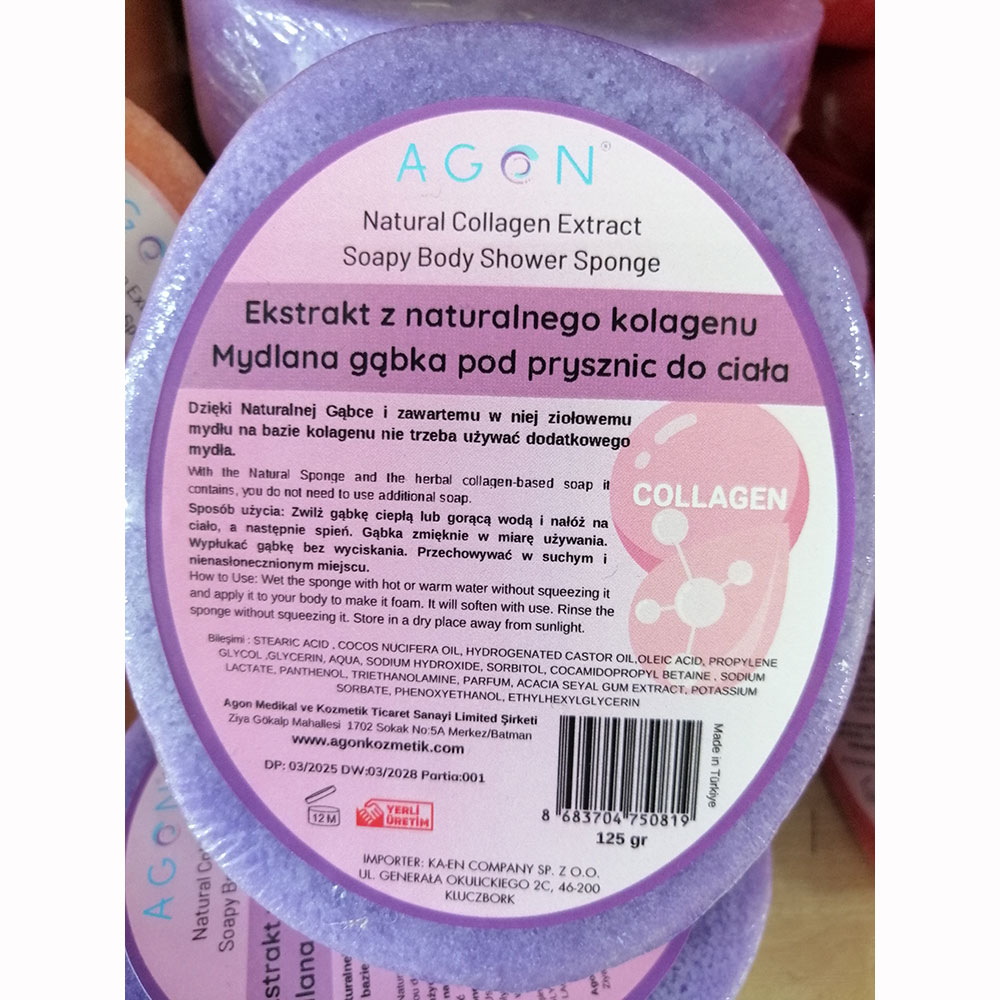 AGON®
Natural Collagen Extract
Soapy Body Shower Sponge
Ekstrakt z naturalnego kolagenu
Mydlana gąbka pod prysznic do ciała
Dzięki Naturalnej Gąbce i zawartemu w niej ziołowemu
mydłu na bazie kolagenu nie trzeba używać dodatkowego
mydła.
With the Natural Sponge and the herbal collagen-based soap it
contains, you do not need to use additional soap.
Sposób użycia: Zwilż gąbkę ciepłą lub gorącą wodą i nałóż na
ciało, a następnie spień. Gąbka zmięknie w miarę używania.
Wypłukać gąbkę bez wyciskania. Przechowywać w suchym i
nienasłonecznionym miejscu.
How to Use: Wet the sponge with hot or warm water without squeezing it
and apply it to your body to make it foam. It will soften with use. Rinse the
sponge without squeezing it. Store in a dry place away from sunlight.
COLLAGEN
Bileşimi : STEARIC ACID , COCOS NUCIFERA OIL, HYDROGENATED CASTOR OIL,OLEIC ACID, PROPYLENE
GLYCOL ,GLYCERIN, AQUA, SODIUM HYDROXIDE, SORBITOL, COCAMIDOPROPYL BETAINE , SODIUM
LACTATE, PANTHENOL, TRIETHANOLAMINE, PARFUM, ACACIA SEYAL GUM EXTRACT, POTASSIUM
SORBATE, PHENOXYETHANOL, ETHYLHEXYLGLYCERIN
Agon Medikal ve Kozmetik Ticaret Sanayi Limited Şirketi
Ziya Gökalp Mahallesi 1702 Sokak No:5A Merkez/Batman
www.agonkozmetik.com
DP: 03/2025 DW:03/2028 Partia:001
12 M
YERLİ
ÜRETİM
8 683704 750819
125 gr
Made in Türkiye
IMPORTER: KA-EN COMPANY SP. Z O.O.
UL. GENERAŁA OKULICKIEGO 2C, 46-200
KLUCZBORK
AGO
Natural Co
Soapy B